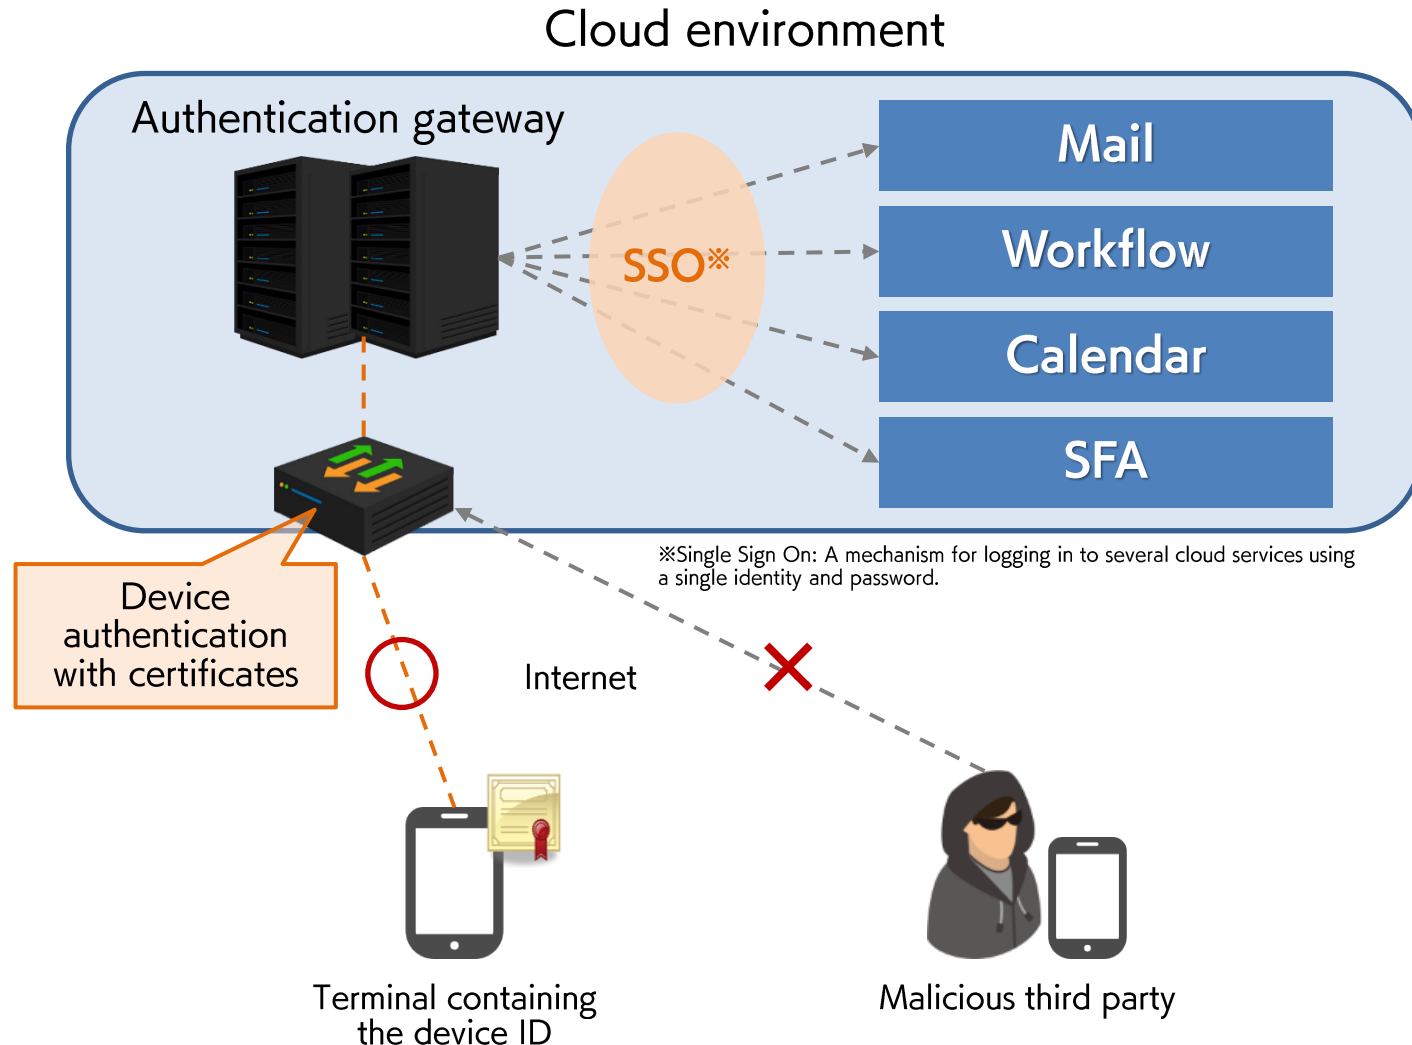 Cloud environment
Authentication gateway
SSO※
Mail
Workflow
Calendar
SFA
※Single Sign On: A mechanism for logging in to several cloud services using
a single identity and password.
Device
authentication
with certificates
Internet
Terminal containing
the device ID
Malicious third party